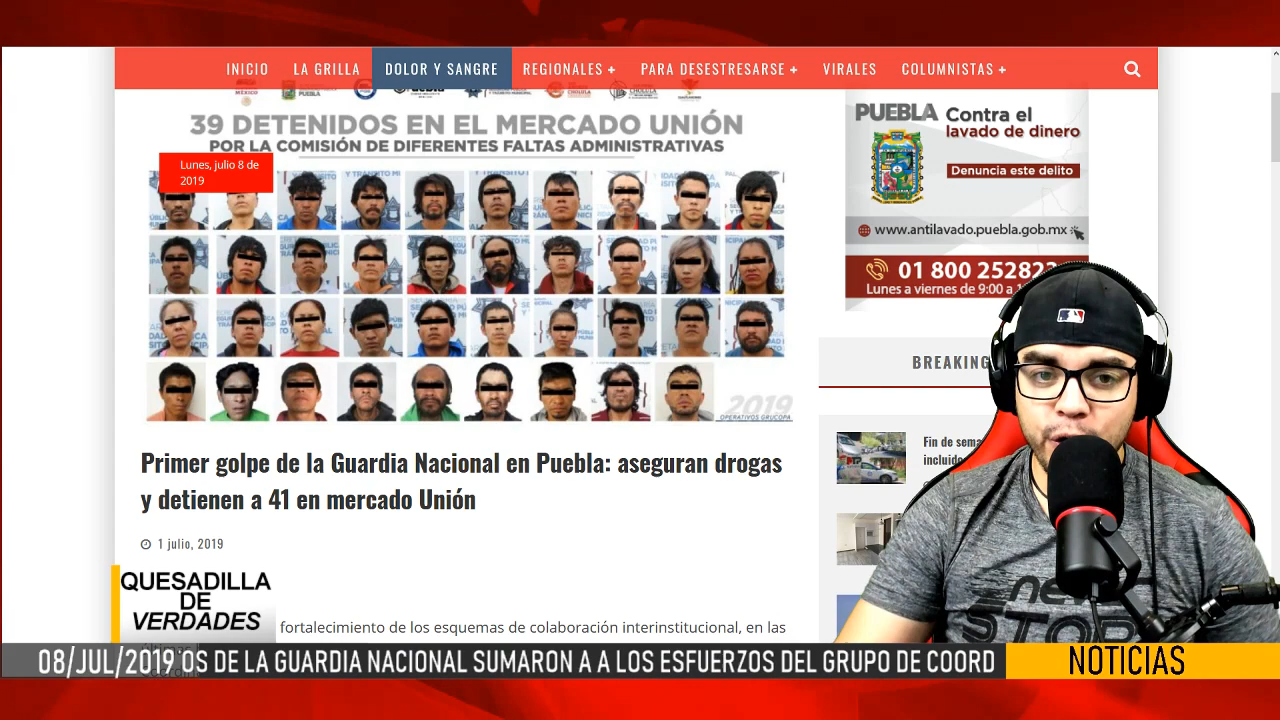 INICIO LA GRILLA DOLOR Y SANGRE REGIONALES + PARA DESESTRESARSE + VIRALES COLUMNISTAS +
39 DETENIDOS EN EL MERCADO UNIÓN
POR LA COMISIÓN DE DIFERENTES FALTAS ADMINISTRATIVAS
Lunes, julio 8 de
2019
2019
OPERATIVOS GRUCOPA
PUEBLA
Contra el
lavado de dinero
Denuncia este delito
www.antilavado.puebla.gob.mx
01 800 25282
Lunes a viernes de 9:00 a
BREAKING
Fin de sema
incluido
Primer golpe de la Guardia Nacional en Puebla: aseguran drogas
y detienen a 41 en mercado Unión
1 julio, 2019
QUESADILLA
DE
VERDADES
fortalecimiento de los esquemas de colaboración interinstitucional, en las
08/JUL/2019 OS DE LA GUARDIA NACIONAL SUMARON A A LOS ESFUERZOS DEL GRUPO DE COORD
NOTICIAS